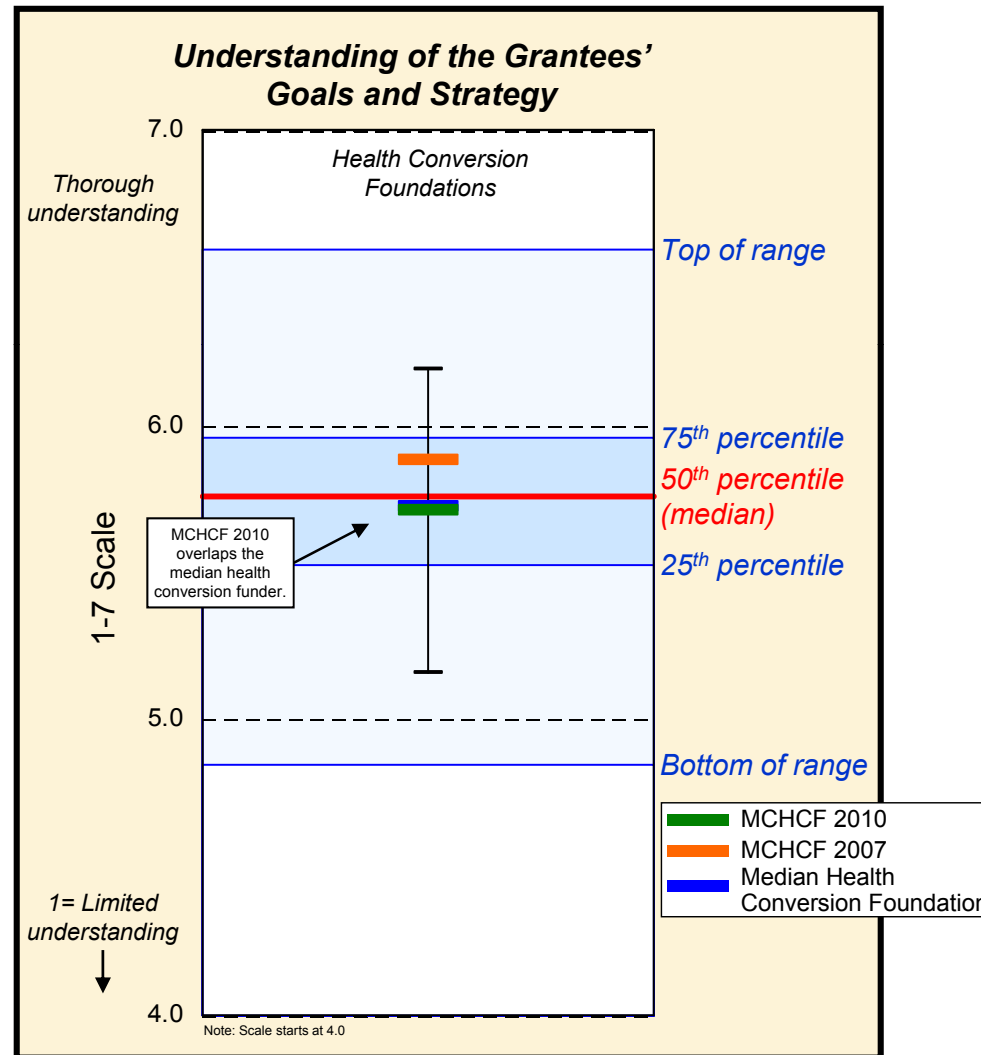 Understanding of the Grantees’
Goals and Strategy
7.0
Health Conversion
Foundations
Thorough
understanding
Top of range
6.0
75th percentile
50th percentile
(median)
MCHCF 2010
overlaps the
median health
conversion funder.
25th percentile
1-7 Scale
5.0
Bottom of range
MCHCF 2010
MCHCF 2007
Median Health
Conversion Foundation
1= Limited
understanding
4.0
Note: Scale starts at 4.0